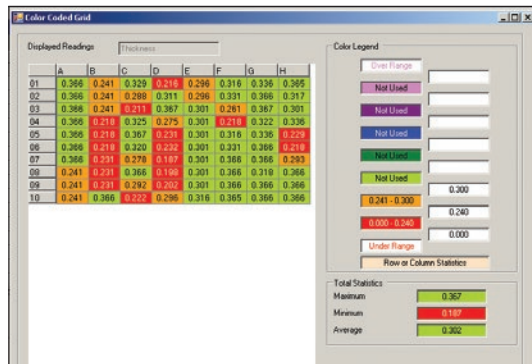 Color Coded Grid
Displayed Readings Thickness
A B C D E F G H
01 0.366 0.241 0.329 0.216 0.296 0.316 0.336 0.365
02 0.366 0.241 0.288 0.311 0.296 0.331 0.366 0.317
03 0.366 0.241 0.211 0.367 0.301 0.261 0.367 0.301
04 0.366 0.218 0.325 0.275 0.301 0.218 0.322 0.336
05 0.366 0.218 0.367 0.231 0.301 0.316 0.336 0.229
06 0.366 0.218 0.320 0.232 0.301 0.331 0.366 0.218
07 0.366 0.231 0.278 0.187 0.301 0.366 0.366 0.293
08 0.241 0.231 0.366 0.198 0.301 0.366 0.318 0.366
09 0.241 0.231 0.292 0.202 0.301 0.366 0.366 0.366
10 0.241 0.366 0.222 0.296 0.316 0.365 0.366 0.366
Color Legend
Over Range
Not Used
Not Used
Not Used
Not Used
Not Used
0.300
0.241 - 0.300
0.240
0.000 - 0.240
0.000
Under Range
Row or Column Statistics
Total Statistics
Maximum 0.367
Minimum 0.187
Average 0.302